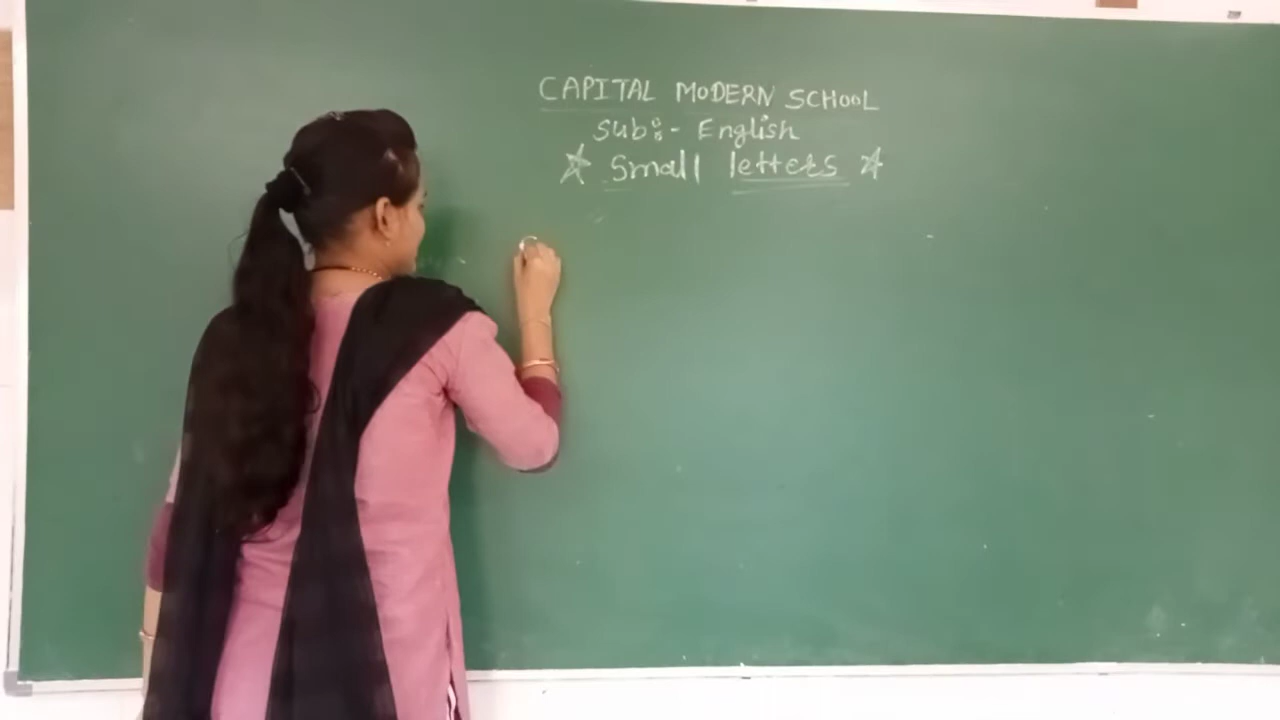 CAPITAL MODERN SCHOOL
Sub:- English
☆ Small letters ☆